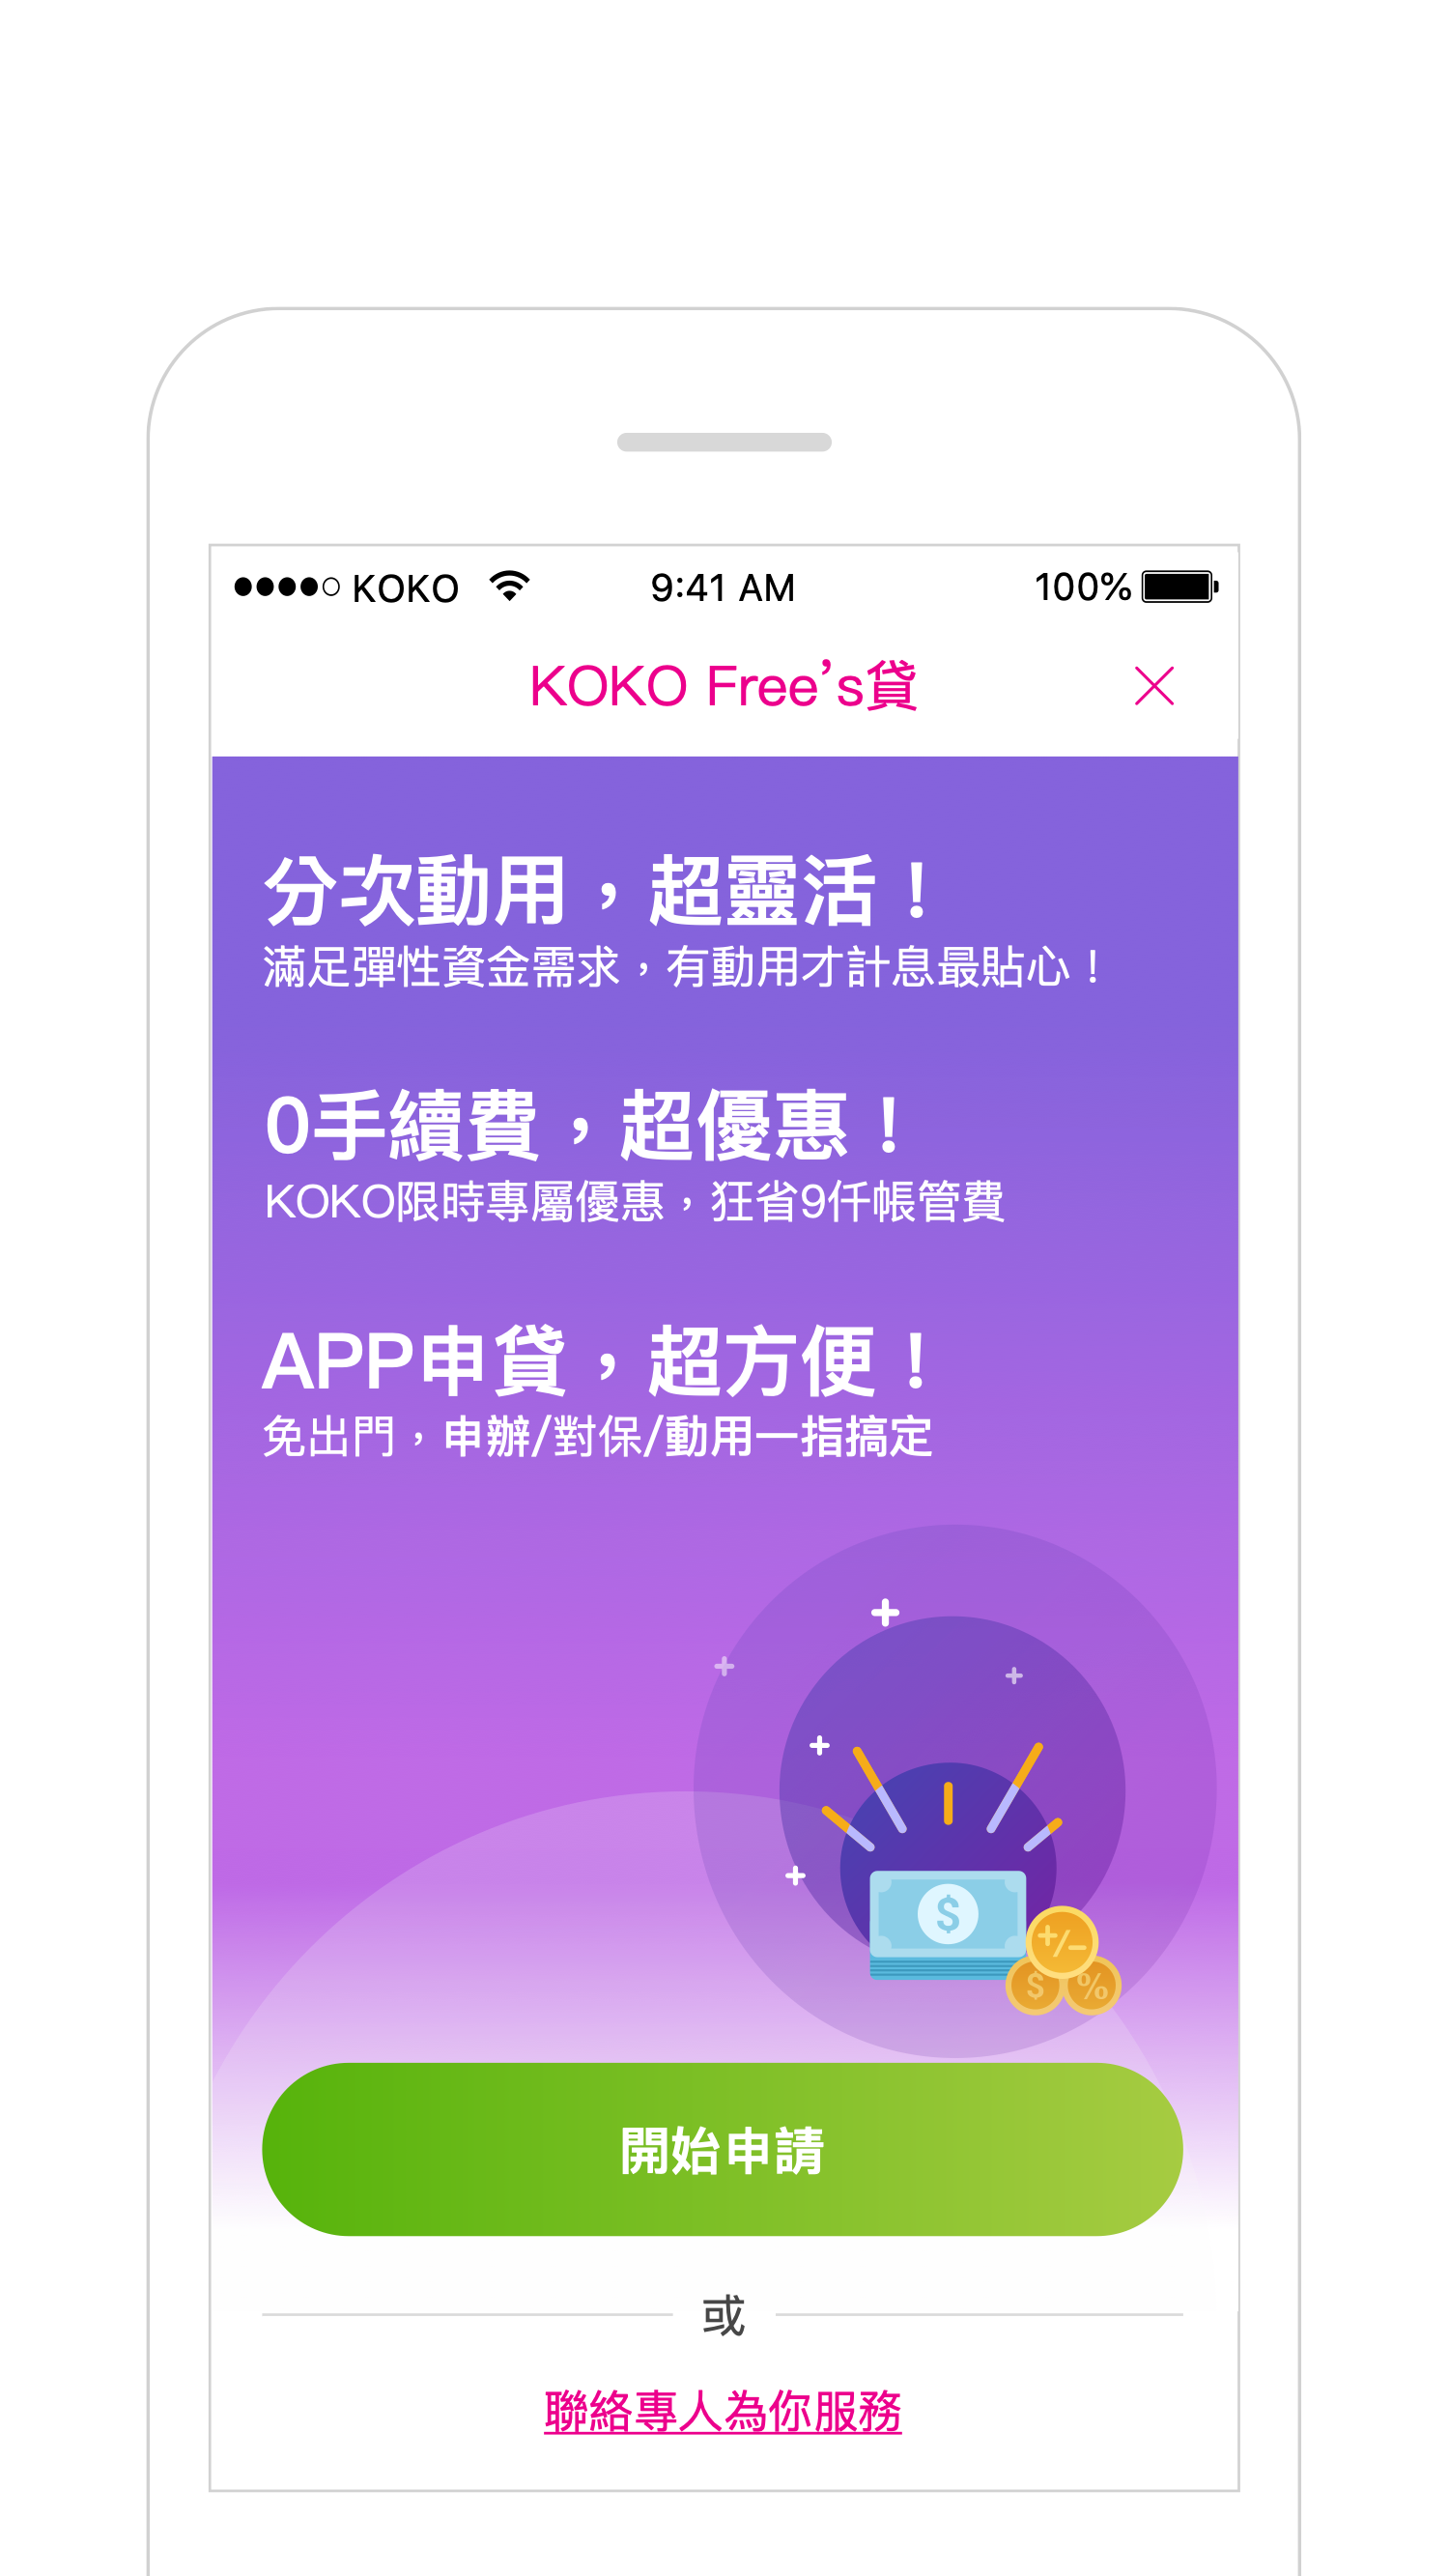 KOKO 9:41 AM 100%
KOKO Free’s貸
分次動用，超靈活！
滿足彈性資金需求，有動用才計息最貼心！
0手續費，超優惠！
KOKO限時專屬優惠，狂省9仟帳管費
APP申貸，超方便！
免出門，申辦/對保/動用一指搞定
$
+/-
$ %
開始申請
或
聯絡專人為你服務